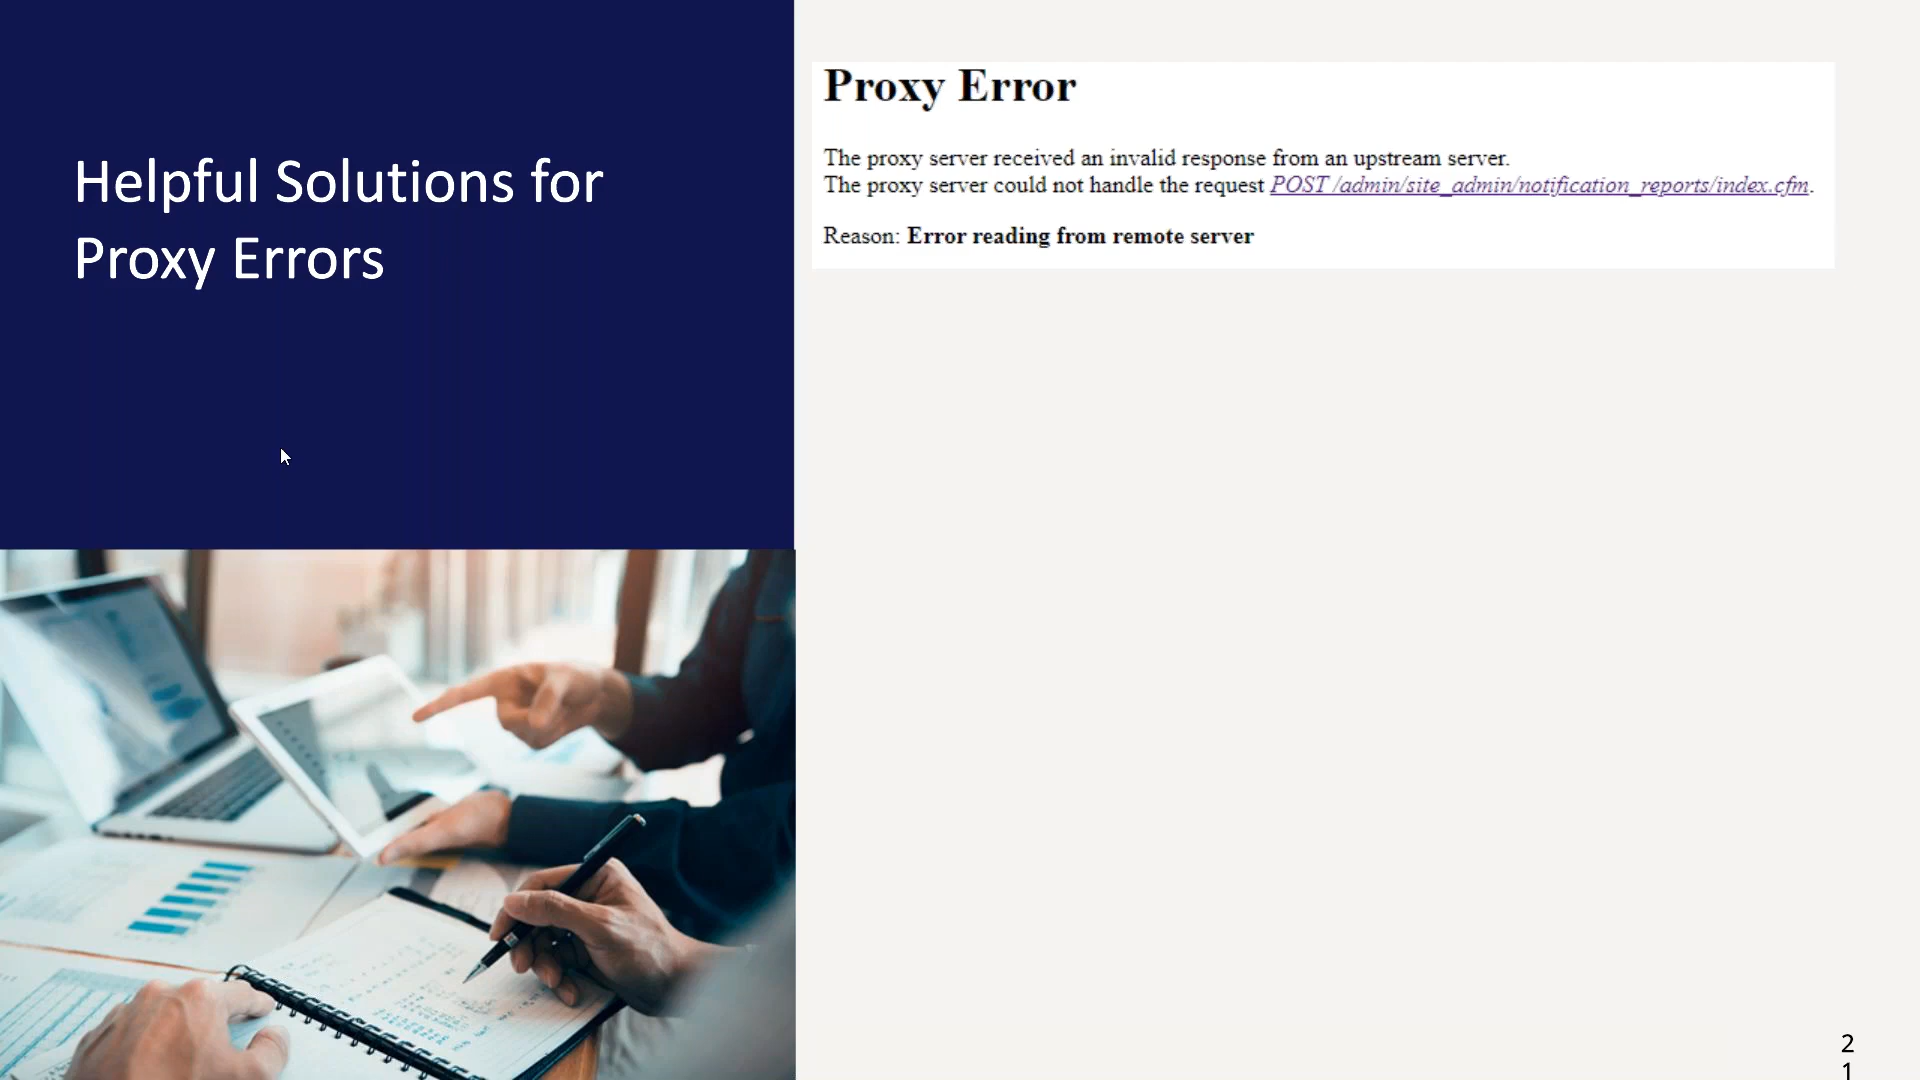 Helpful Solutions for
Proxy Errors
Proxy Error
The proxy server received an invalid response from an upstream server.
The proxy server could not handle the request POST /admin/site_admin/notification_reports/index.cfm.
Reason: Error reading from remote server
2
1